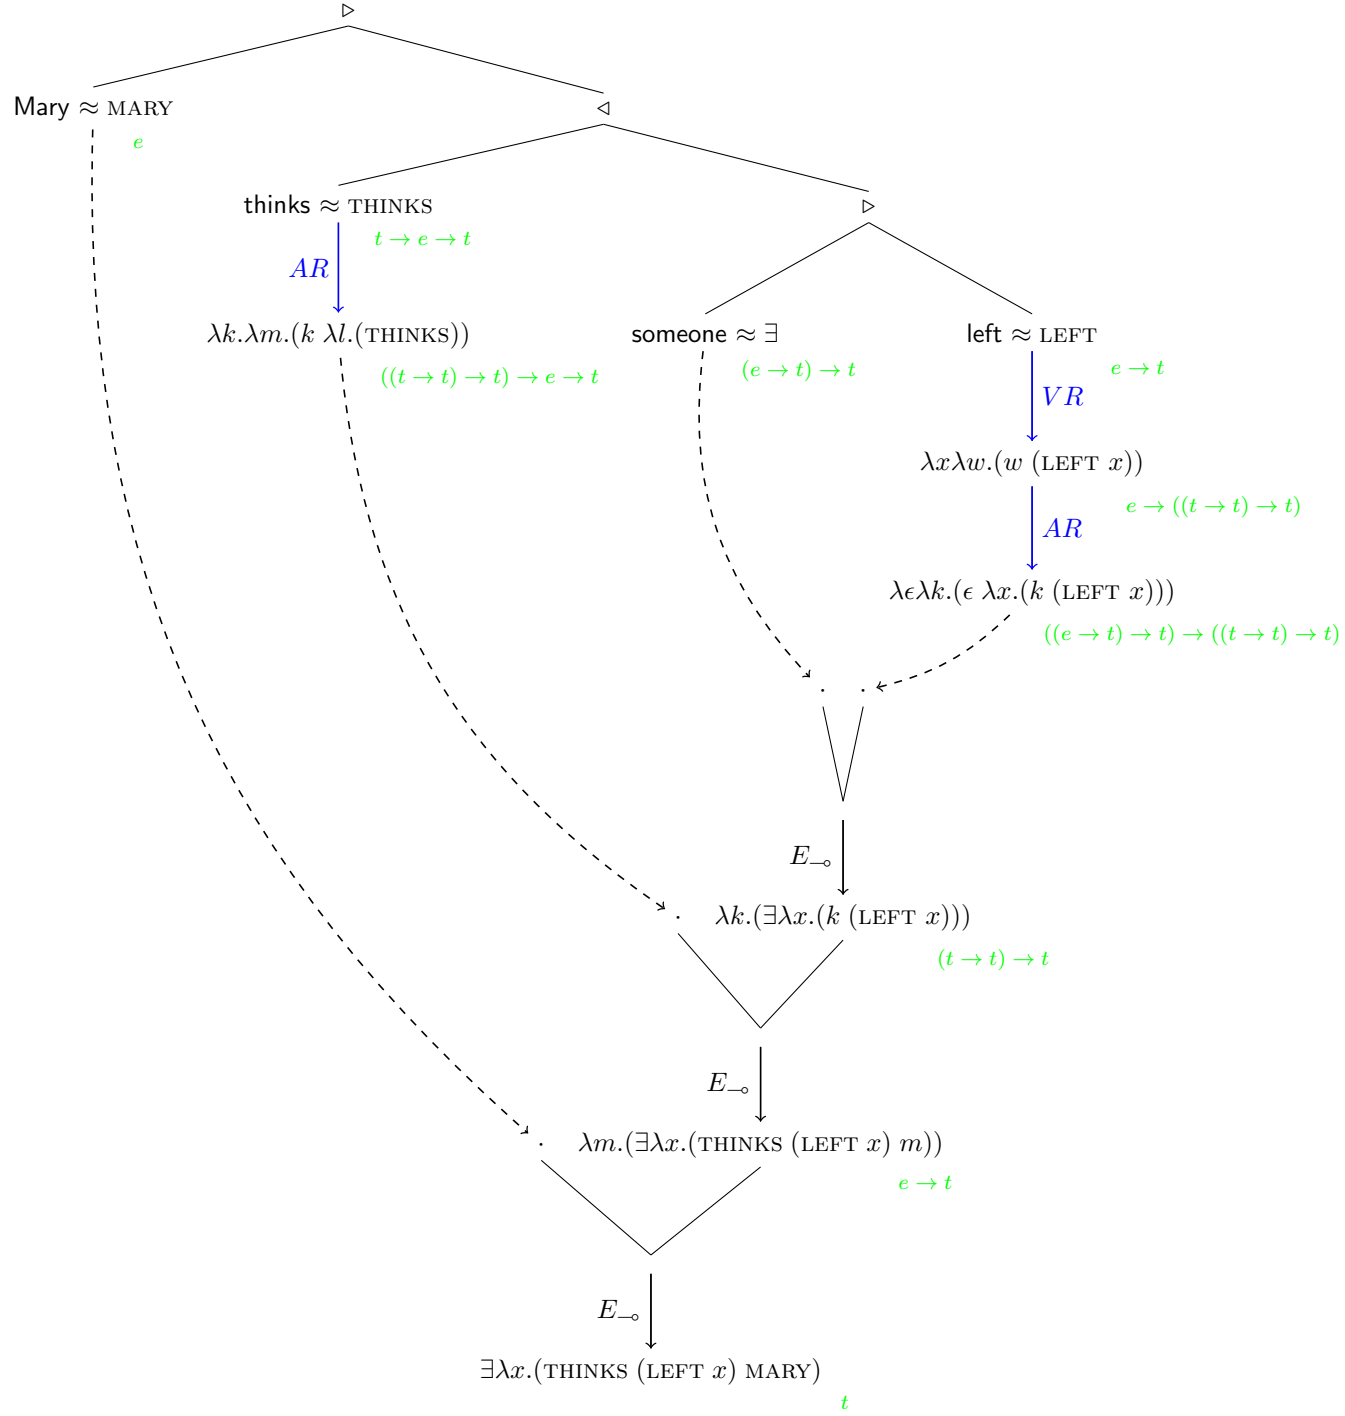 ▷
Mary ≈ MARY
e
◁
thinks ≈ THINKS
t → e → t
▷
AR
λk.λm.(k λl.(THINKS))
((t → t) → t) → e → t
someone ≈ ∃
(e → t) → t
left ≈ LEFT
e → t
VR
λxλw.(w (LEFT x))
e → ((t → t) → t)
AR
λϵλk.(ϵ λx.(k (LEFT x)))
((e → t) → t) → ((t → t) → t)
· ·
E⊸
· λk.(∃λx.(k (LEFT x)))
(t → t) → t
E⊸
· λm.(∃λx.(THINKS (LEFT x) m))
e → t
E⊸
∃λx.(THINKS (LEFT x) MARY)
t